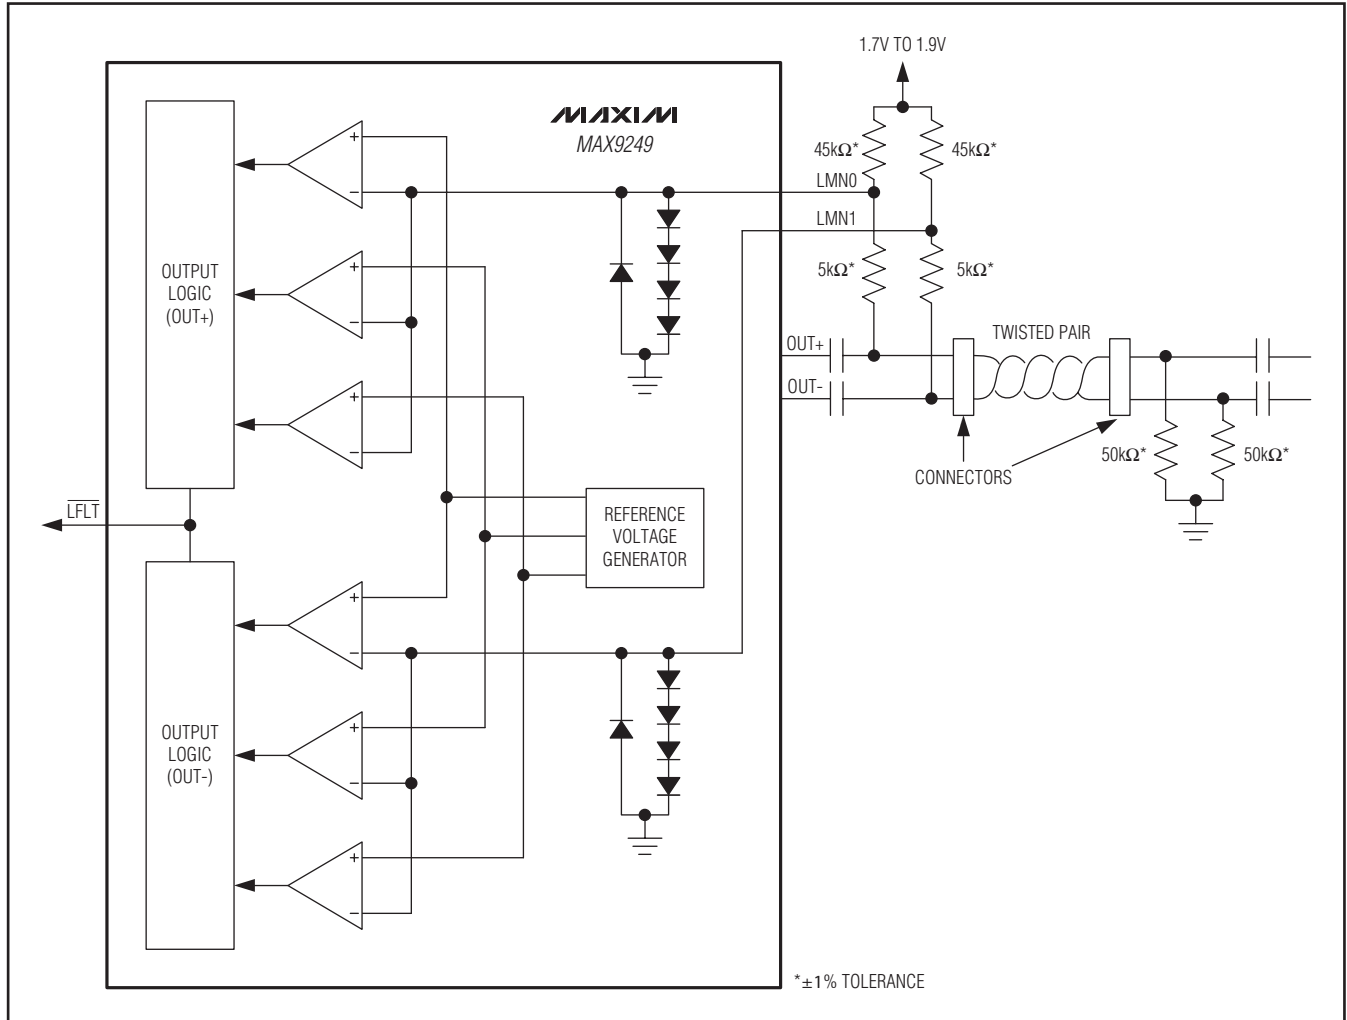 1.7V TO 1.9V
MAXIM
MAX9249
45kΩ*
45kΩ*
LMN0
LMN1
5kΩ*
5kΩ*
OUTPUT
LOGIC
(OUT+)
+
−
+
−
+
−
OUT+
OUT-
TWISTED PAIR
CONNECTORS
50kΩ*
50kΩ*
LFLT
REFERENCE
VOLTAGE
GENERATOR
OUTPUT
LOGIC
(OUT-)
+
−
+
−
+
−
*±1% TOLERANCE